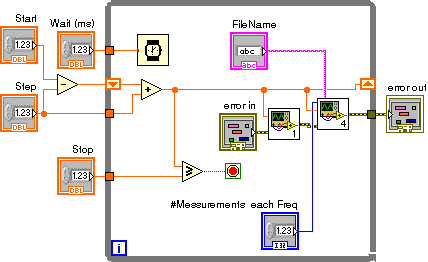 Start
Wait (ms)
FileName
1.23
DBL
1.23
DBL
abc
abc
Step
error in
error out
1.23
DBL
1
4
Stop
1.23
DBL
#Messurements each Freq
1.23
I32
i